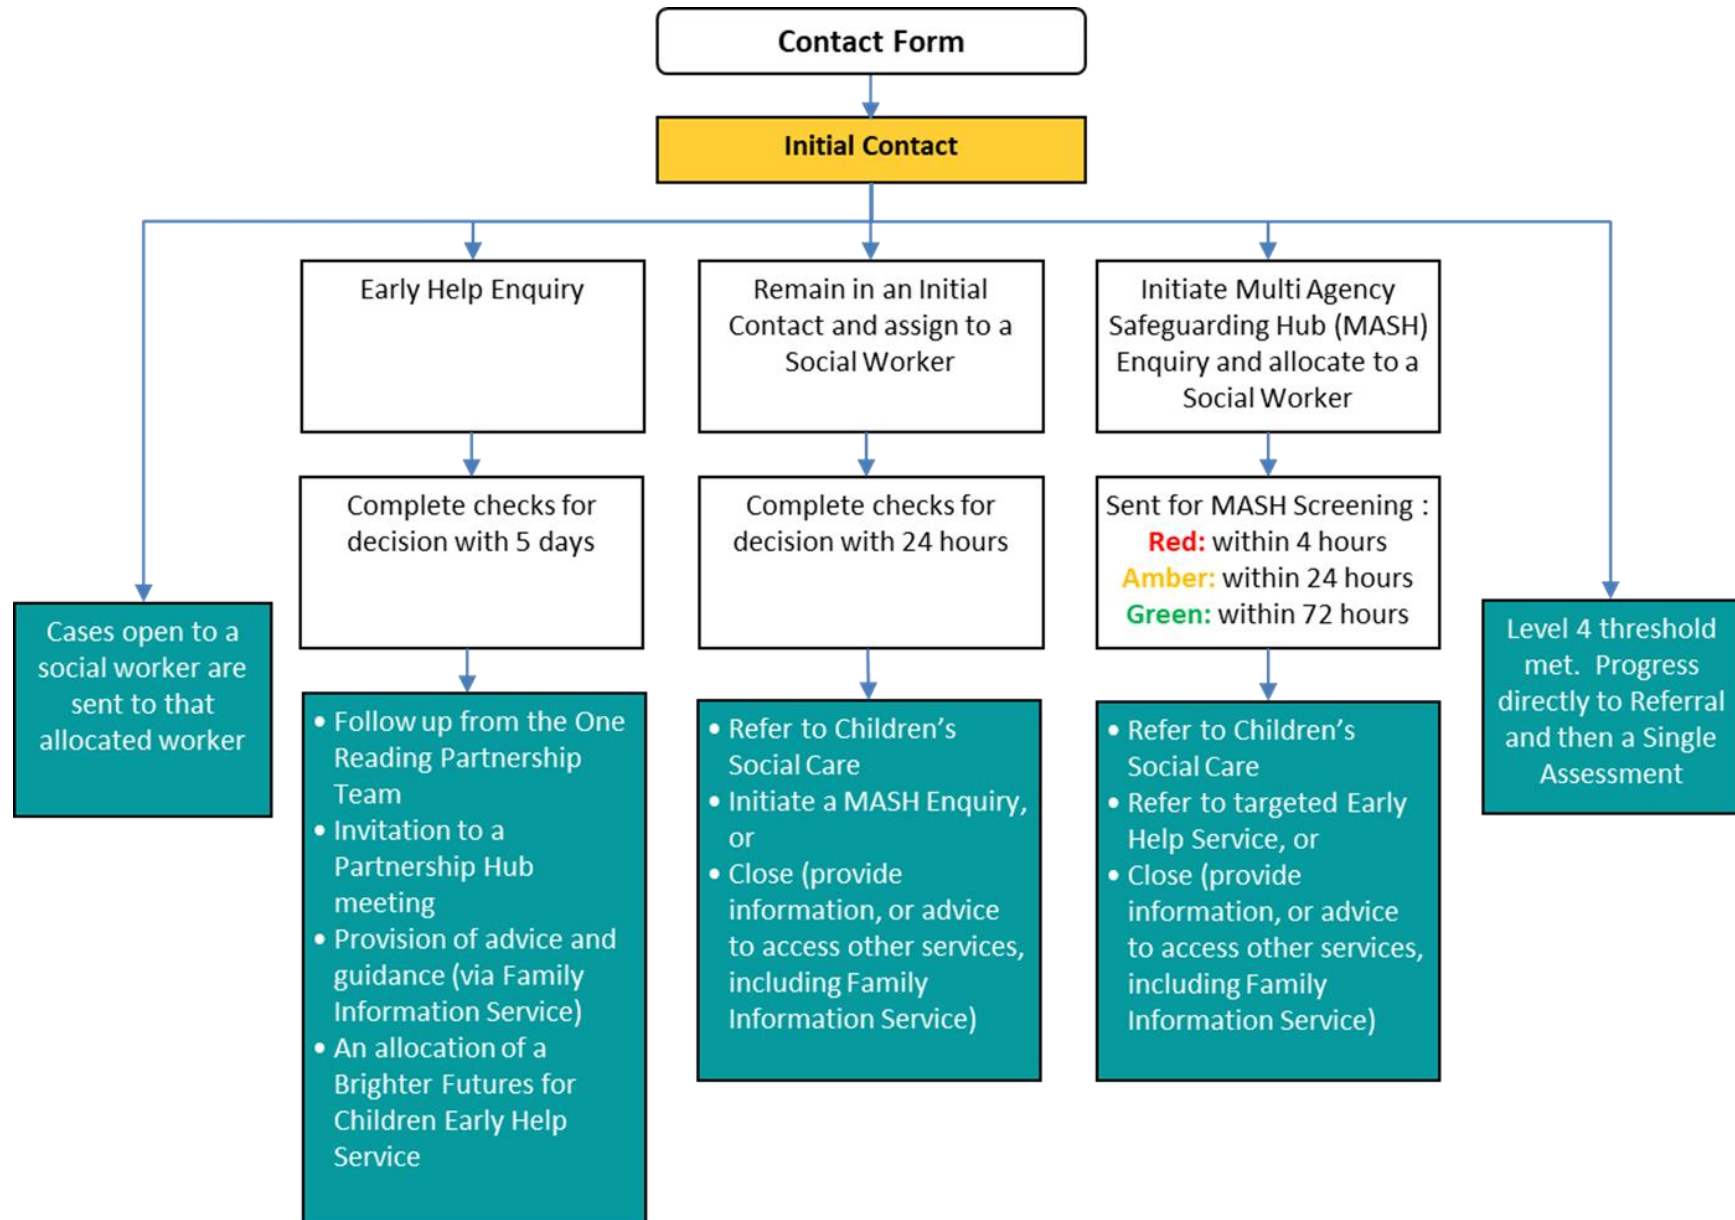 Contact Form
Initial Contact
Early Help Enquiry
Remain in an Initial
Contact and assign to a
Social Worker
Initiate Multi Agency
Safeguarding Hub (MASH)
Enquiry and allocate to a
Social Worker
Complete checks for
decision with 5 days
Complete checks for
decision with 24 hours
Sent for MASH Screening :
Red: within 4 hours
Amber: within 24 hours
Green: within 72 hours
Cases open to a
social worker are
sent to that
allocated worker
• Follow up from the One
Reading Partnership
Team
• Invitation to a
Partnership Hub
meeting
• Provision of advice and
guidance (via Family
Information Service)
• An allocation of a
Brighter Futures for
Children Early Help
Service
• Refer to Children’s
Social Care
• Initiate a MASH Enquiry,
or
• Close (provide
information, or advice
to access other services,
including Family
Information Service)
• Refer to Children’s
Social Care
• Refer to targeted Early
Help Service, or
• Close (provide
information, or advice
to access other services,
including Family
Information Service)
Level 4 threshold
met. Progress
directly to Referral
and then a Single
Assessment